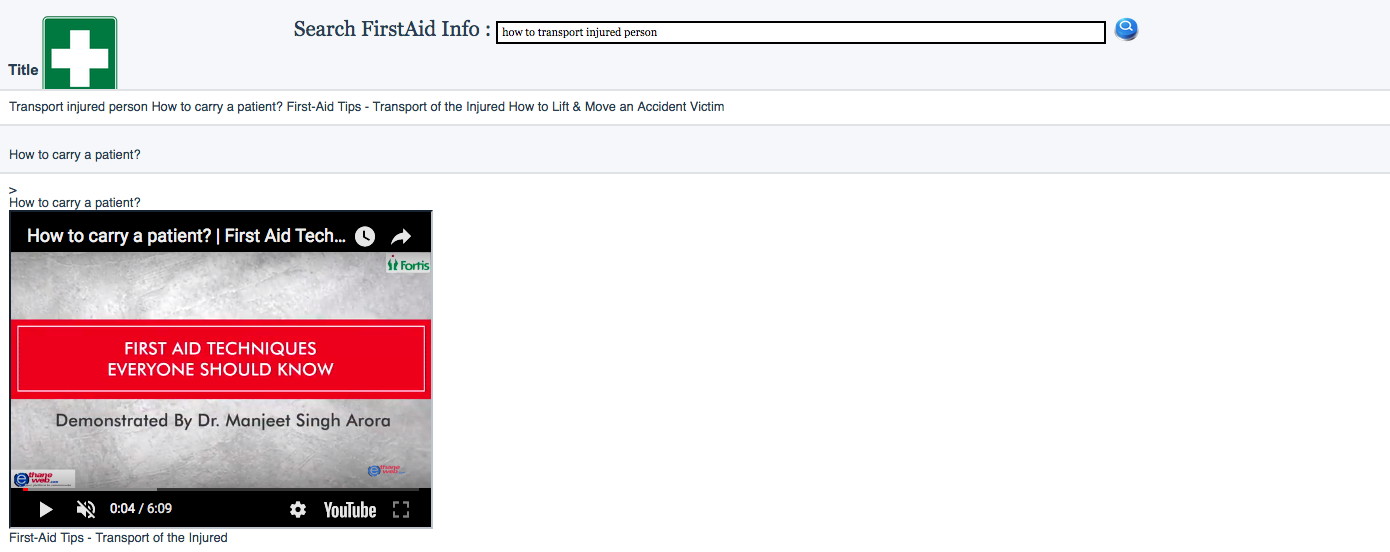 Search FirstAid Info :
how to transport injured person
Title
Transport injured person How to carry a patient? First-Aid Tips - Transport of the Injured How to Lift & Move an Accident Victim
How to carry a patient?
>
How to carry a patient?
How to carry a patient? | First Aid Tech...
Fortis
FIRST AID TECHNIQUES
EVERYONE SHOULD KNOW
Demonstrated By Dr. Manjeet Singh Arora
ethane
web.com
ethane
web.com
0:04 / 6:09
YouTube
First-Aid Tips - Transport of the Injured